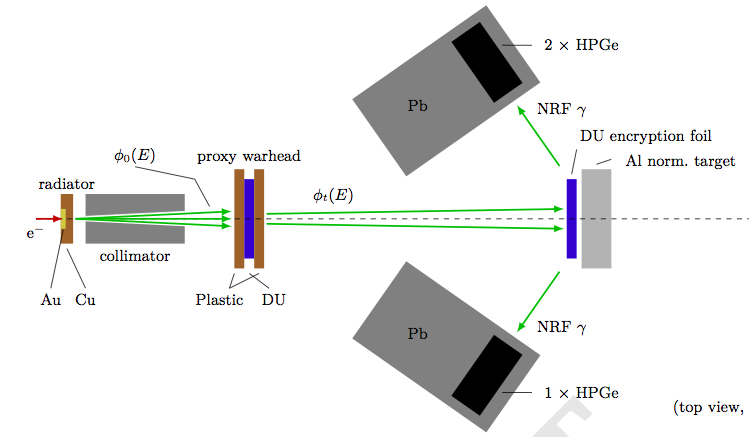 2 × HPGe
Pb
NRF γ
DU encryption foil
Al norm. target
ϕ₀(E)
proxy warhead
radiator
ϕₜ(E)
e⁻
collimator
Au Cu
Plastic DU
NRF γ
Pb
1 × HPGe
(top view,